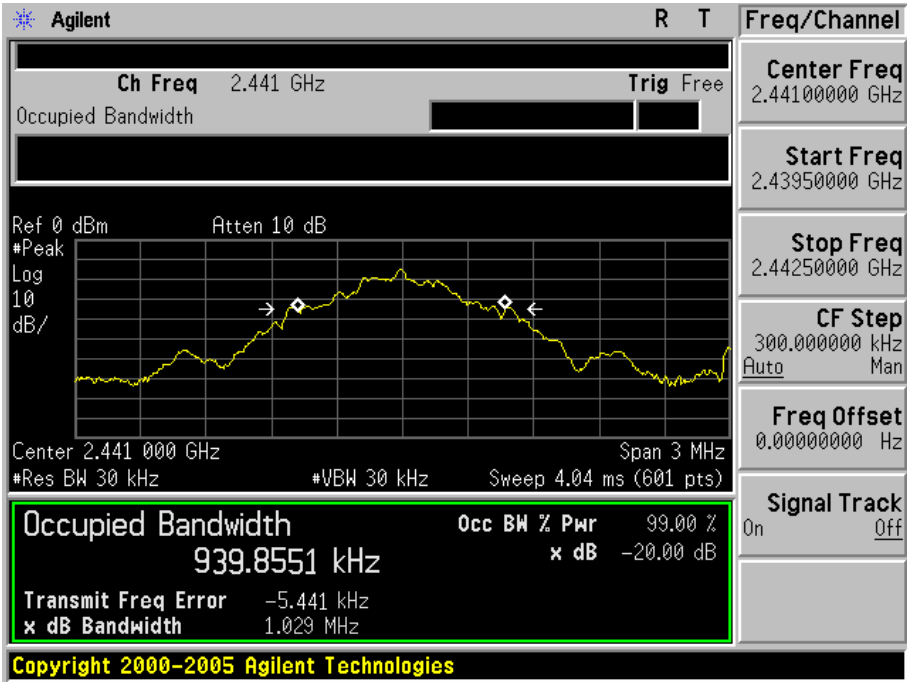 Agilent R T
Ch Freq 2.441 GHz Trig Free
Occupied Bandwidth
Ref 0 dBm Atten 10 dB
#Peak
Log
10
dB/
Center 2.441 000 GHz Span 3 MHz
#Res BW 30 kHz #VBW 30 kHz Sweep 4.04 ms (601 pts)
Occupied Bandwidth
939.8551 kHz
Occ BW % Pwr 99.00 %
x dB -20.00 dB
Transmit Freq Error -5.441 kHz
x dB Bandwidth 1.029 MHz
Copyright 2000-2005 Agilent Technologies
Freq/Channel
Center Freq
2.44100000 GHz
Start Freq
2.43950000 GHz
Stop Freq
2.44250000 GHz
CF Step
300.000000 kHz
Auto Man
Freq Offset
0.00000000 Hz
Signal Track
On Off